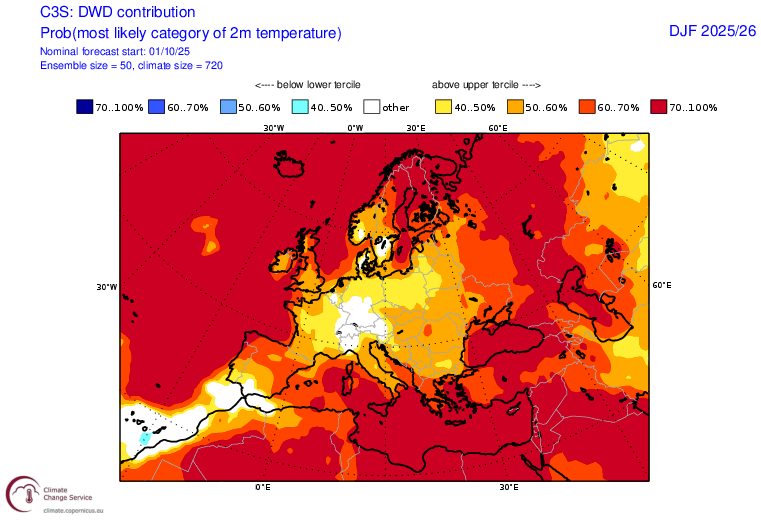 C3S: DWD contribution
Prob(most likely category of 2m temperature)
DJF 2025/26
Nominal forecast start: 01/10/25
Ensemble size = 50, climate size = 720
<---- below lower tercile
above upper tercile ---->
70..100% 60..70% 50..60% 40..50% other 40..50% 50..60% 60..70% 70..100%
30°W 0°W 30°E 60°E
30°W
60°E
0°E 30°E
Climate
Change Service
climate.copernicus.eu